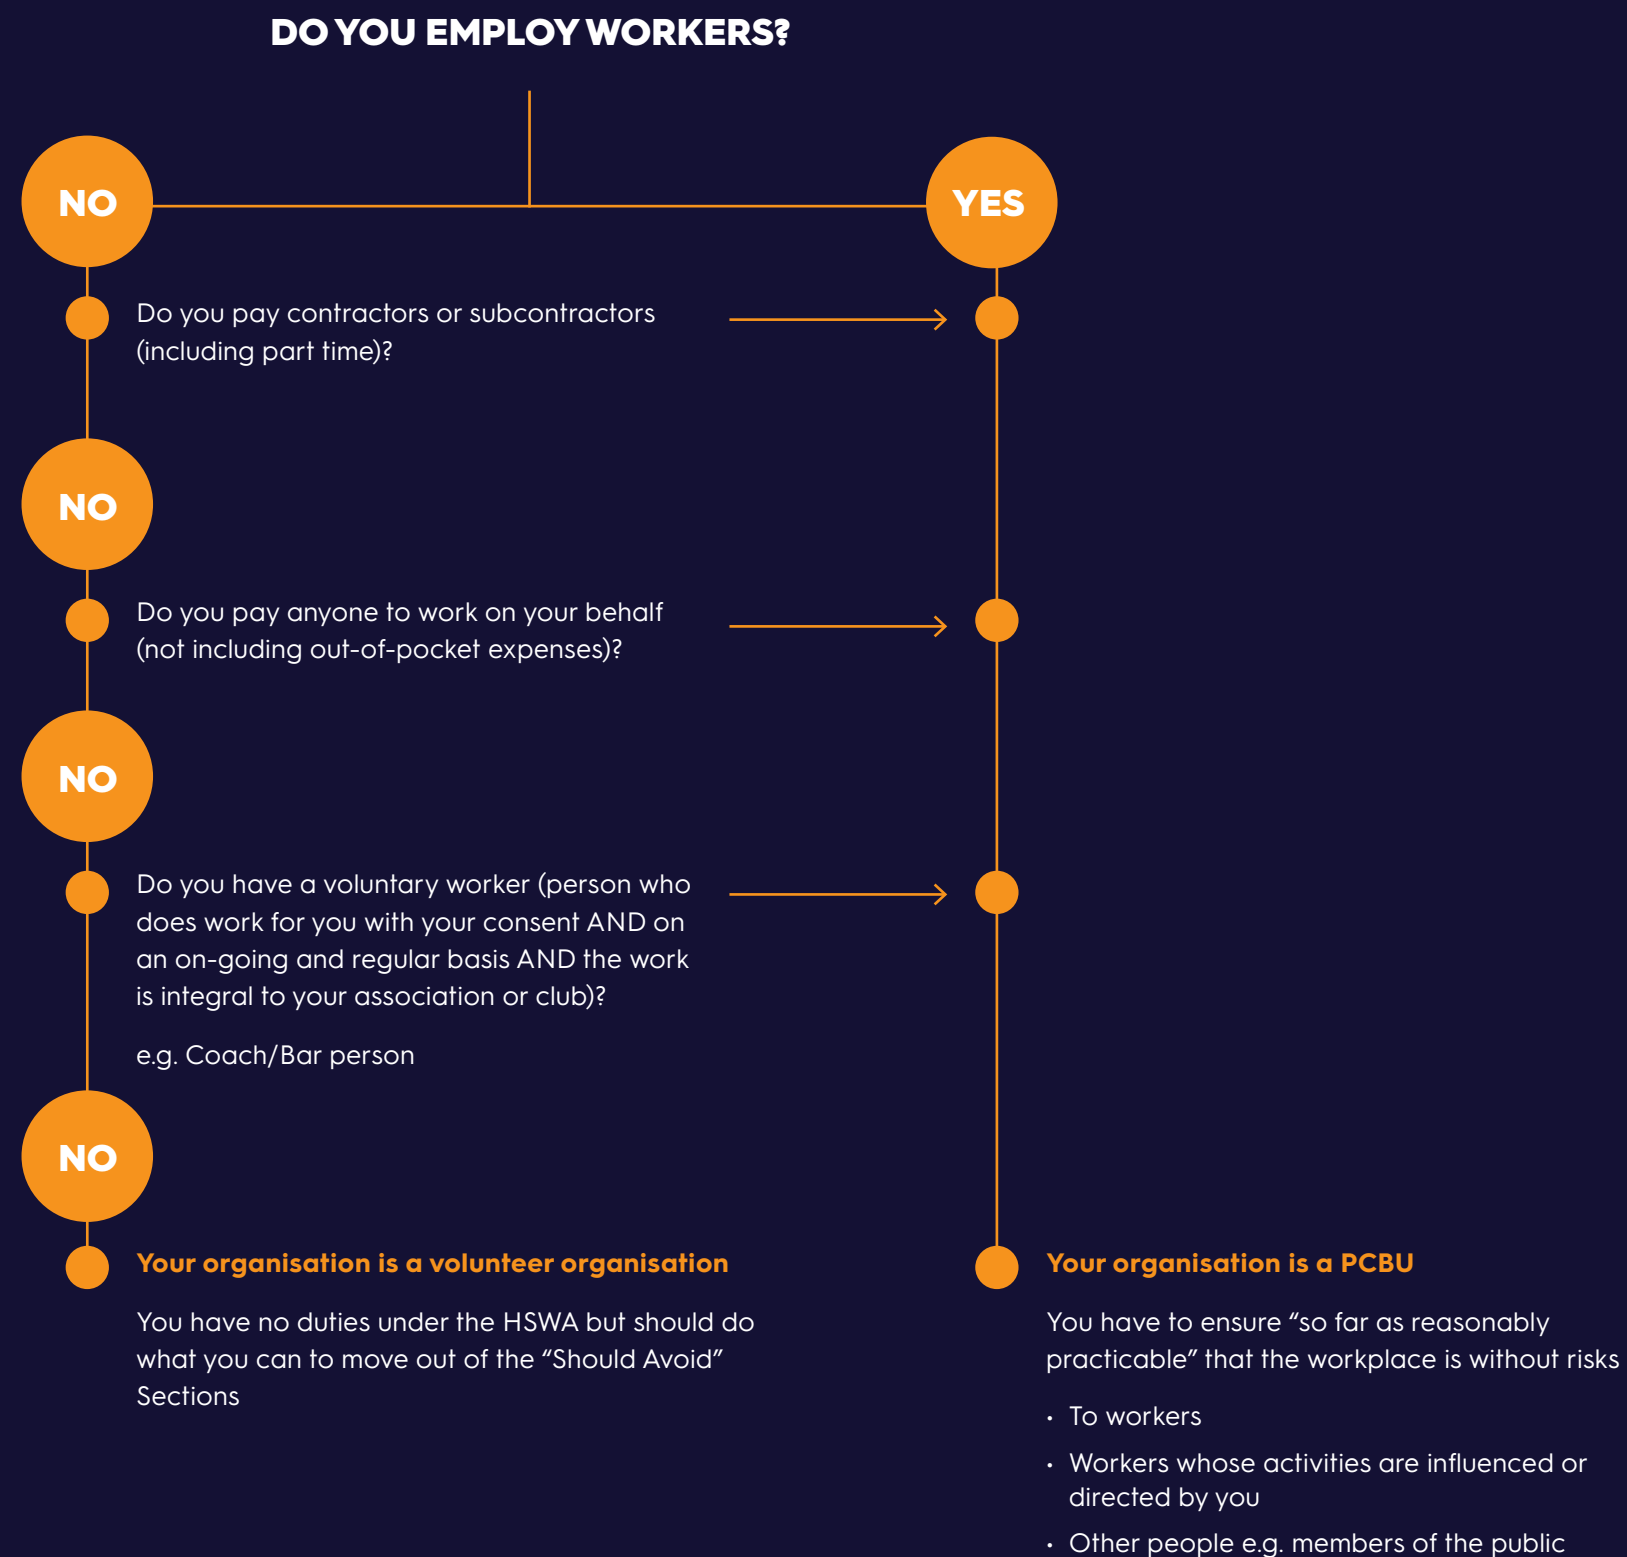 DO YOU EMPLOY WORKERS?
NO
YES
Do you pay contractors or subcontractors
(including part time)?
NO
Do you pay anyone to work on your behalf
(not including out-of-pocket expenses)?
NO
Do you have a voluntary worker (person who
does work for you with your consent AND on
an on-going and regular basis AND the work
is integral to your association or club)?
e.g. Coach/Bar person
NO
Your organisation is a volunteer organisation
You have no duties under the HSWA but should do
what you can to move out of the “Should Avoid”
Sections
Your organisation is a PCBU
You have to ensure “so far as reasonably
practicable” that the workplace is without risks
• To workers
• Workers whose activities are influenced or
directed by you
• Other people e.g. members of the public